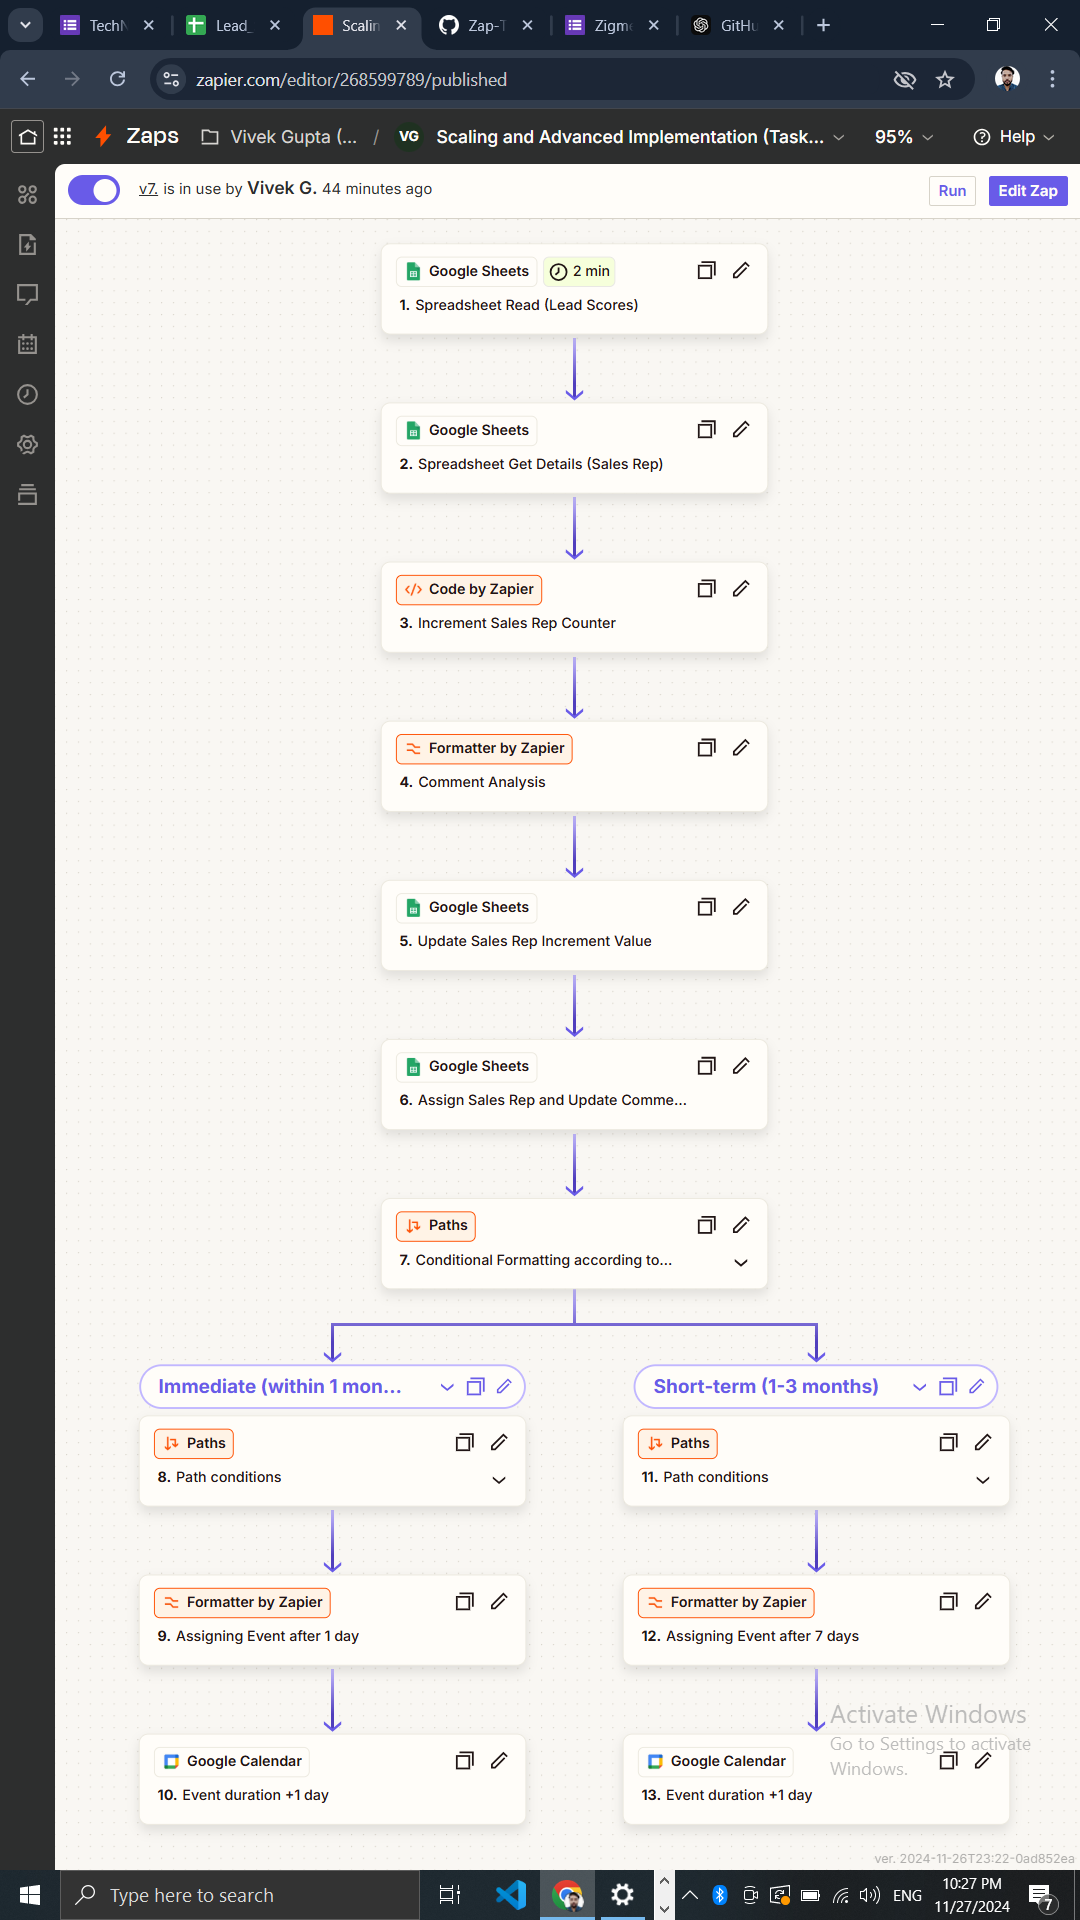 TechN
Lead_
Scalin
Zap-T
Zigme
GitHu
zapier.com/editor/268599789/published
Zaps
Vivek Gupta (...
/
VG
Scaling and Advanced Implementation (Task...
95%
Help
v7. is in use by Vivek G. 44 minutes ago
Run
Edit Zap
Google Sheets
2 min
1. Spreadsheet Read (Lead Scores)
Google Sheets
2. Spreadsheet Get Details (Sales Rep)
Code by Zapier
3. Increment Sales Rep Counter
Formatter by Zapier
4. Comment Analysis
Google Sheets
5. Update Sales Rep Increment Value
Google Sheets
6. Assign Sales Rep and Update Comme...
Paths
7. Conditional Formatting according to...
Immediate (within 1 mon...
Short-term (1-3 months)
Paths
8. Path conditions
Paths
11. Path conditions
Formatter by Zapier
9. Assigning Event after 1 day
Formatter by Zapier
12. Assigning Event after 7 days
Google Calendar
10. Event duration +1 day
Google Calendar
13. Event duration +1 day
Activate Windows
Go to Settings to activate
Windows.
ver. 2024-11-26T23:22-0ad852ea
Type here to search
ENG
10:27 PM
11/27/2024
7